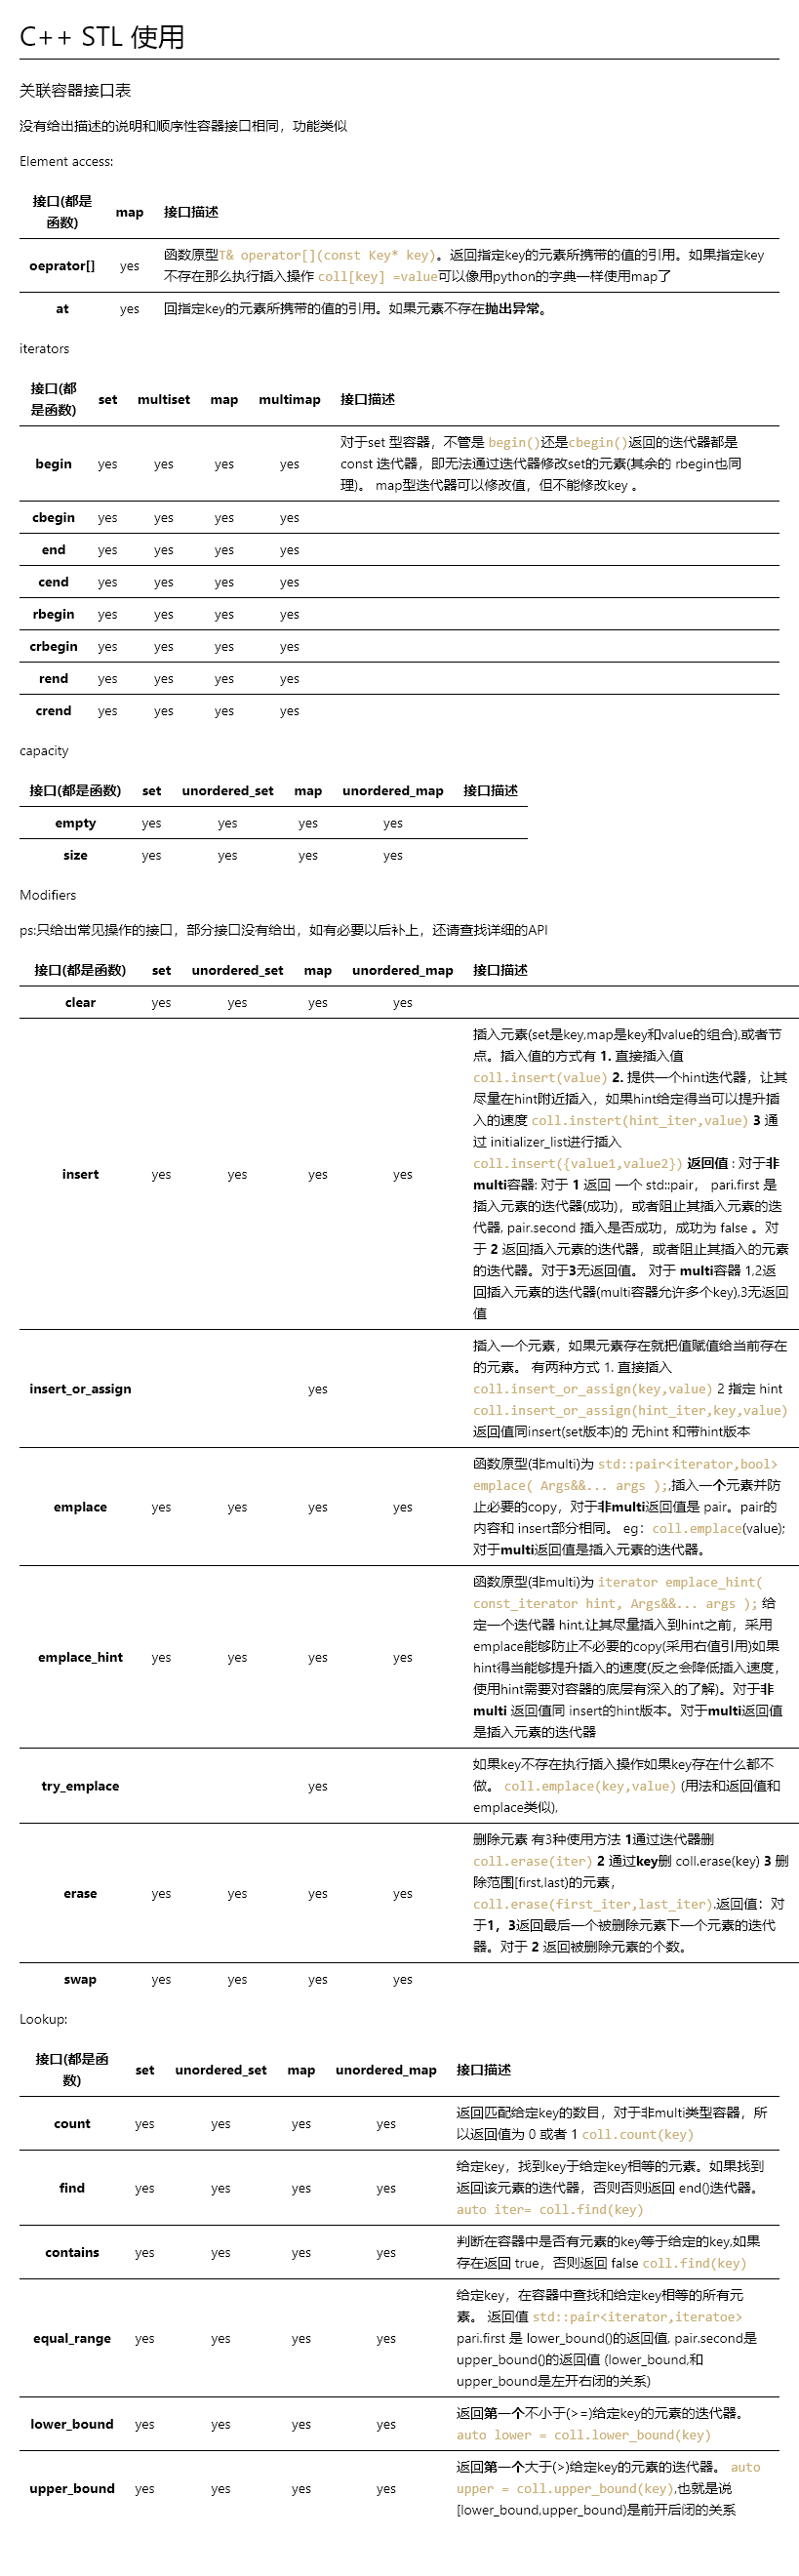 C++ STL 使用
关联容器接口表
没有给出描述的说明和顺序性容器接口相同，功能类似
Element access:
接口(都是
函数) map 接口描述
oeprator[] yes 函数原型T& operator[](const Key* key)。返回指定key的元素所携带的值的引用。如果指定key
不存在那么执行插入操作 coll[key] =value可以像用python的字典一样使用map了
at yes 回指定key的元素所携带的值的引用。如果元素不存在抛出异常。
iterators
接口(都
是函数) set multiset map multimap 接口描述
begin yes yes yes yes 对于set 型容器，不管是 begin()还是cbegin()返回的迭代器都是
const 迭代器，即无法通过迭代器修改set的元素(其余的 rbegin也同
理)。 map型迭代器可以修改值，但不能修改key 。
cbegin yes yes yes yes
end yes yes yes yes
cend yes yes yes yes
rbegin yes yes yes yes
crbegin yes yes yes yes
rend yes yes yes yes
crend yes yes yes yes
capacity
接口(都是函数) set unordered_set map unordered_map 接口描述
empty yes yes yes yes
size yes yes yes yes
Modifiers
ps:只给出常见操作的接口，部分接口没有给出，如有必要以后补上，还请查找详细的API
接口(都是函数) set unordered_set map unordered_map 接口描述
clear yes yes yes yes
insert yes yes yes yes 插入元素(set是key,map是key和value的组合),或者节
点。插入值的方式有 1. 直接插入值
coll.insert(value) 2. 提供一个hint迭代器，让其
尽量在hint附近插入，如果hint给定得当可以提升插
入的速度 coll.instert(hint_iter,value) 3 通
过 initializer_list进行插入
coll.insert({value1,value2}) 返回值 : 对于非
multi容器: 对于 1 返回 一个 std::pair， pari.first 是
插入元素的迭代器(成功)，或者阻止其插入元素的迭
代器, pair.second 插入是否成功，成功为 false 。对
于 2 返回插入元素的迭代器，或者阻止其插入的元素
的迭代器。对于3无返回值。 对于 multi容器 1,2返
回插入元素的迭代器(multi容器允许多个key),3无返回
值
insert_or_assign yes 插入一个元素，如果元素存在就把值赋值给当前存在
的元素。 有两种方式 1. 直接插入
coll.insert_or_assign(key,value) 2 指定 hint
coll.insert_or_assign(hint_iter,key,value)
返回值同insert(set版本)的 无hint 和带hint版本
emplace yes yes yes yes 函数原型(非multi)为 std::pair<iterator,bool>
emplace( Args&&... args );,插入一个元素并防
止必要的copy，对于非multi返回值是 pair。pair的
内容和 insert部分相同。 eg：coll.emplace(value);
对于multi返回值是插入元素的迭代器。
emplace_hint yes yes yes yes 函数原型(非multi)为 iterator emplace_hint(
const_iterator hint, Args&&... args ); 给
定一个迭代器 hint,让其尽量插入到hint之前，采用
emplace能够防止不必要的copy(采用右值引用)如果
hint得当能够提升插入的速度(反之会降低插入速度，
使用hint需要对容器的底层有深入的了解)。对于非
multi 返回值同 insert的hint版本。对于multi返回值
是插入元素的迭代器
try_emplace yes 如果key不存在执行插入操作如果key存在什么都不
做。 coll.emplace(key,value) (用法和返回值和
emplace类似),
erase yes yes yes yes 删除元素 有3种使用方法 1通过迭代器删
coll.erase(iter) 2 通过key删 coll.erase(key) 3 删
除范围[first,last)的元素，
coll.erase(first_iter,last_iter).返回值：对
于1，3返回最后一个被删除元素下一个元素的迭代
器。对于 2 返回被删除元素的个数。
swap yes yes yes yes
Lookup:
接口(都是函
数) set unordered_set map unordered_map 接口描述
count yes yes yes yes 返回匹配给定key的数目，对于非multi类型容器，所
以返回值为 0 或者 1 coll.count(key)
find yes yes yes yes 给定key，找到key于给定key相等的元素。如果找到
返回该元素的迭代器，否则否则返回 end()迭代器。
auto iter= coll.find(key)
contains yes yes yes yes 判断在容器中是否有元素的key等于给定的key,如果
存在返回 true，否则返回 false coll.find(key)
equal_range yes yes yes yes 给定key，在容器中查找和给定key相等的所有元
素。 返回值 std::pair<iterator,iteratoe>
pari.first 是 lower_bound()的返回值, pair.second是
upper_bound()的返回值 (lower_bound,和
upper_bound是左开右闭的关系)
lower_bound yes yes yes yes 返回第一个不小于(>=)给定key的元素的迭代器。
auto lower = coll.lower_bound(key)
upper_bound yes yes yes yes 返回第一个大于(>)给定key的元素的迭代器。 auto
upper = coll.upper_bound(key),也就是说
[lower_bound,upper_bound)是前开后闭的关系